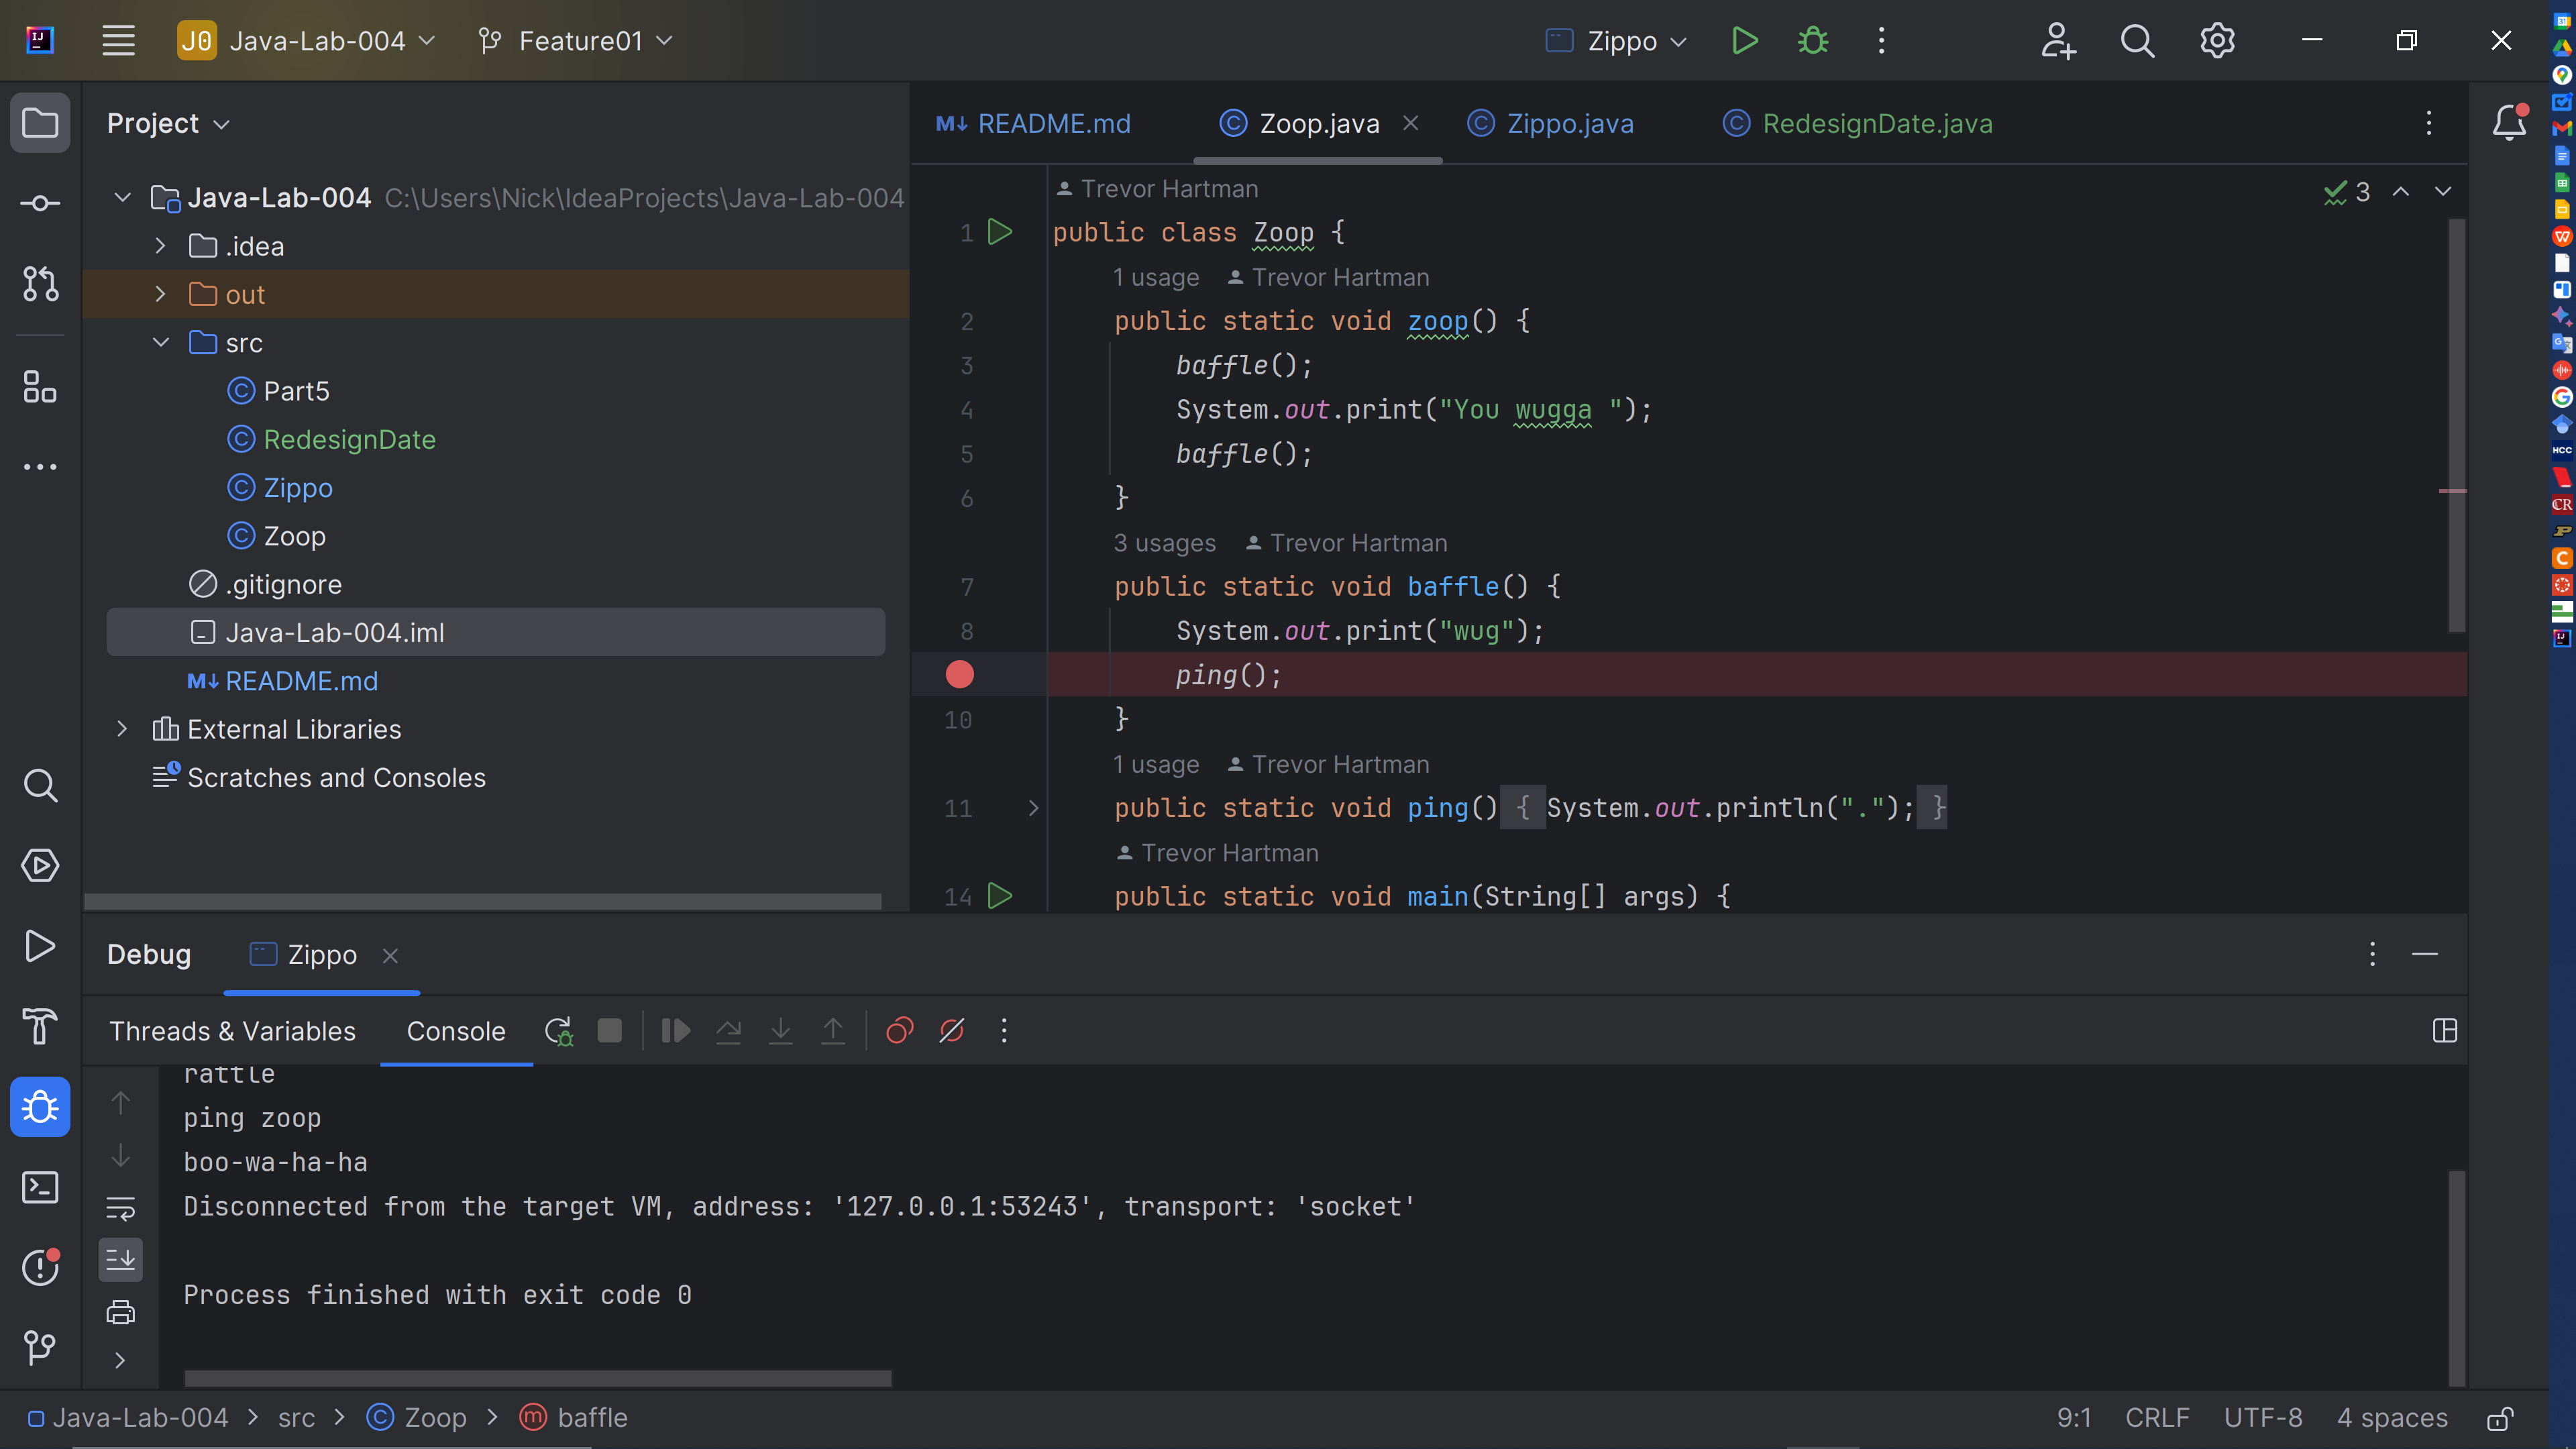 J0 Java-Lab-004 Feature01 Zippo
Project
README.md Zoop.java Zippo.java RedesignDate.java
Java-Lab-004 C:\Users\Nick\IdeaProjects\Java-Lab-004
.idea
out
src
Part5
RedesignDate
Zippo
Zoop
.gitignore
Java-Lab-004.iml
README.md
External Libraries
Scratches and Consoles
Trevor Hartman
3
1 public class Zoop {
1 usage Trevor Hartman
2 public static void zoop() {
3 baffle();
4 System.out.print("You wugga ");
5 baffle();
6 }
3 usages Trevor Hartman
7 public static void baffle() {
8 System.out.print("wug");
ping();
10 }
1 usage Trevor Hartman
11 public static void ping() { System.out.println("."); }
Trevor Hartman
14 public static void main(String[] args) {
Debug Zippo
Threads & Variables Console
rattle
ping zoop
boo-wa-ha-ha
Disconnected from the target VM, address: '127.0.0.1:53243', transport: 'socket'
Process finished with exit code 0
Java-Lab-004 > src > Zoop > baffle
9:1 CRLF UTF-8 4 spaces
HCC
CR